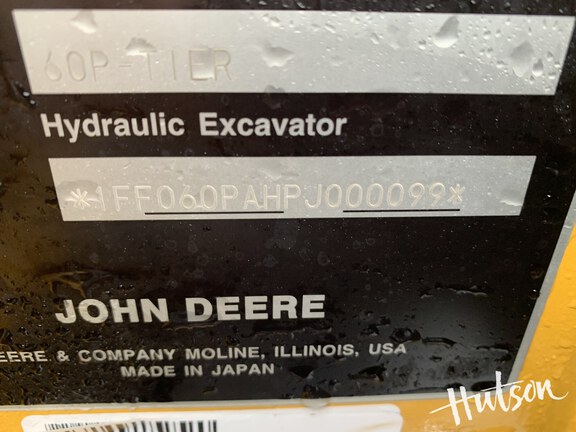 60P-TIER
Hydraulic Excavator
*1FF060PAHPJ000099*
JOHN DEERE
EERE & COMPANY MOLINE, ILLINOIS, USA
MADE IN JAPAN
Hutson